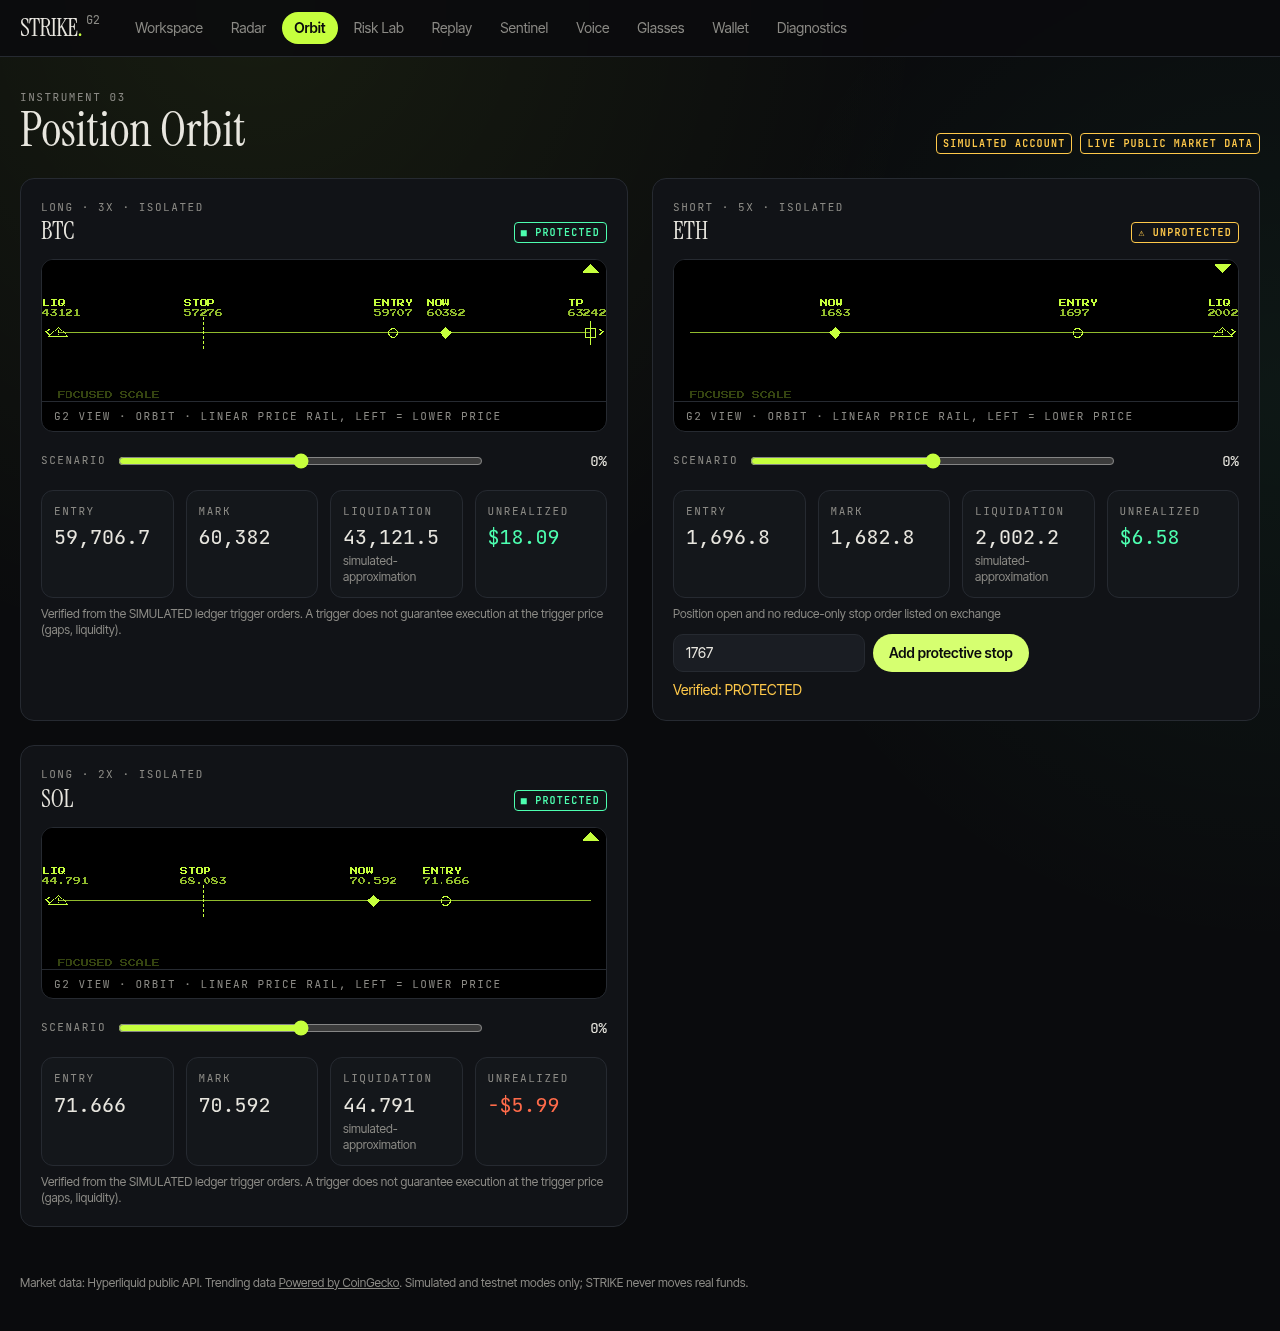 STRIKE. G2 Workspace Radar Orbit Risk Lab Replay Sentinel Voice Glasses Wallet Diagnostics
INSTRUMENT 03
Position Orbit
SIMULATED ACCOUNT LIVE PUBLIC MARKET DATA
LONG · 3X · ISOLATED
BTC
■ PROTECTED
LIQ STOP ENTRY NOW TP
43121 57276 59707 60382 63242
FOCUSED SCALE
G2 VIEW · ORBIT · LINEAR PRICE RAIL, LEFT = LOWER PRICE
SCENARIO 0%
ENTRY MARK LIQUIDATION UNREALIZED
59,706.7 60,382 43,121.5 $18.09
simulated-
approximation
Verified from the SIMULATED ledger trigger orders. A trigger does not guarantee execution at the trigger price
(gaps, liquidity).
SHORT · 5X · ISOLATED
ETH
⚠ UNPROTECTED
NOW ENTRY LIQ
1683 1697 2002
FOCUSED SCALE
G2 VIEW · ORBIT · LINEAR PRICE RAIL, LEFT = LOWER PRICE
SCENARIO 0%
ENTRY MARK LIQUIDATION UNREALIZED
1,696.8 1,682.8 2,002.2 $6.58
simulated-
approximation
Position open and no reduce-only stop order listed on exchange
1767 Add protective stop
Verified: PROTECTED
LONG · 2X · ISOLATED
SOL
■ PROTECTED
LIQ STOP NOW ENTRY
44.791 68.083 70.592 71.666
FOCUSED SCALE
G2 VIEW · ORBIT · LINEAR PRICE RAIL, LEFT = LOWER PRICE
SCENARIO 0%
ENTRY MARK LIQUIDATION UNREALIZED
71.666 70.592 44.791 -$5.99
simulated-
approximation
Verified from the SIMULATED ledger trigger orders. A trigger does not guarantee execution at the trigger price
(gaps, liquidity).
Market data: Hyperliquid public API. Trending data Powered by CoinGecko. Simulated and testnet modes only; STRIKE never moves real funds.